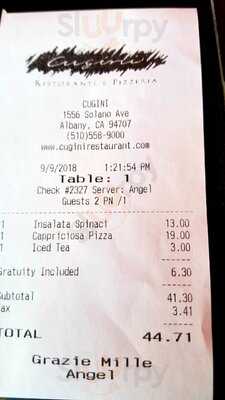 Sluurpy
Cugini
RISTORANTE & PIZZERIA
CUGINI
1556 Solano Ave
Albany, CA 94707
(510)558-9000
www.cuginirestaurant.com
9/9/2018 1:21:54 PM
Table: 1
Check #2327 Server: Angel
Guests 2 PN /1
1 Insalata Spinaci 13.00
1 Cappriciosa Pizza 19.00
1 Iced Tea 3.00
Gratuity Included 6.30
Subtotal 41.30
Tax 3.41
TOTAL 44.71
Grazie Mille
Angel